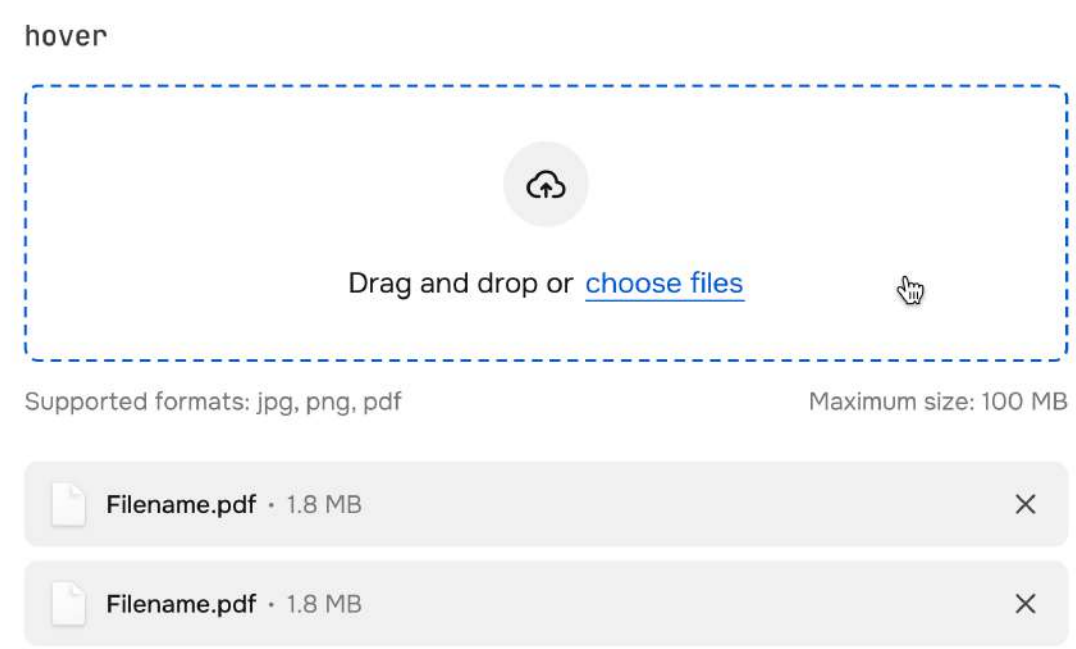 hover
Drag and drop or choose files
Supported formats: jpg, png, pdf
Maximum size: 100 MB
Filename.pdf • 1.8 MB
Filename.pdf • 1.8 MB